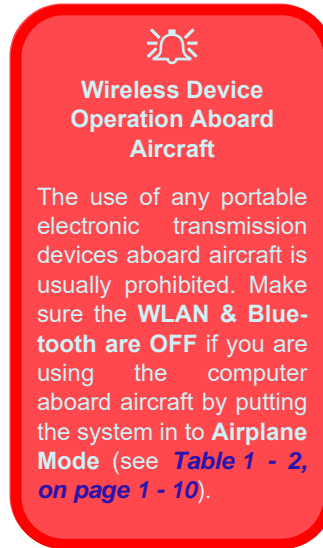 Wireless Device
Operation Aboard
Aircraft
The use of any portable
electronic transmission
devices aboard aircraft is
usually prohibited. Make
sure the WLAN & Blue-
tooth are OFF if you are
using the computer
aboard aircraft by putting
the system in to Airplane
Mode (see Table 1 - 2,
on page 1 - 10).